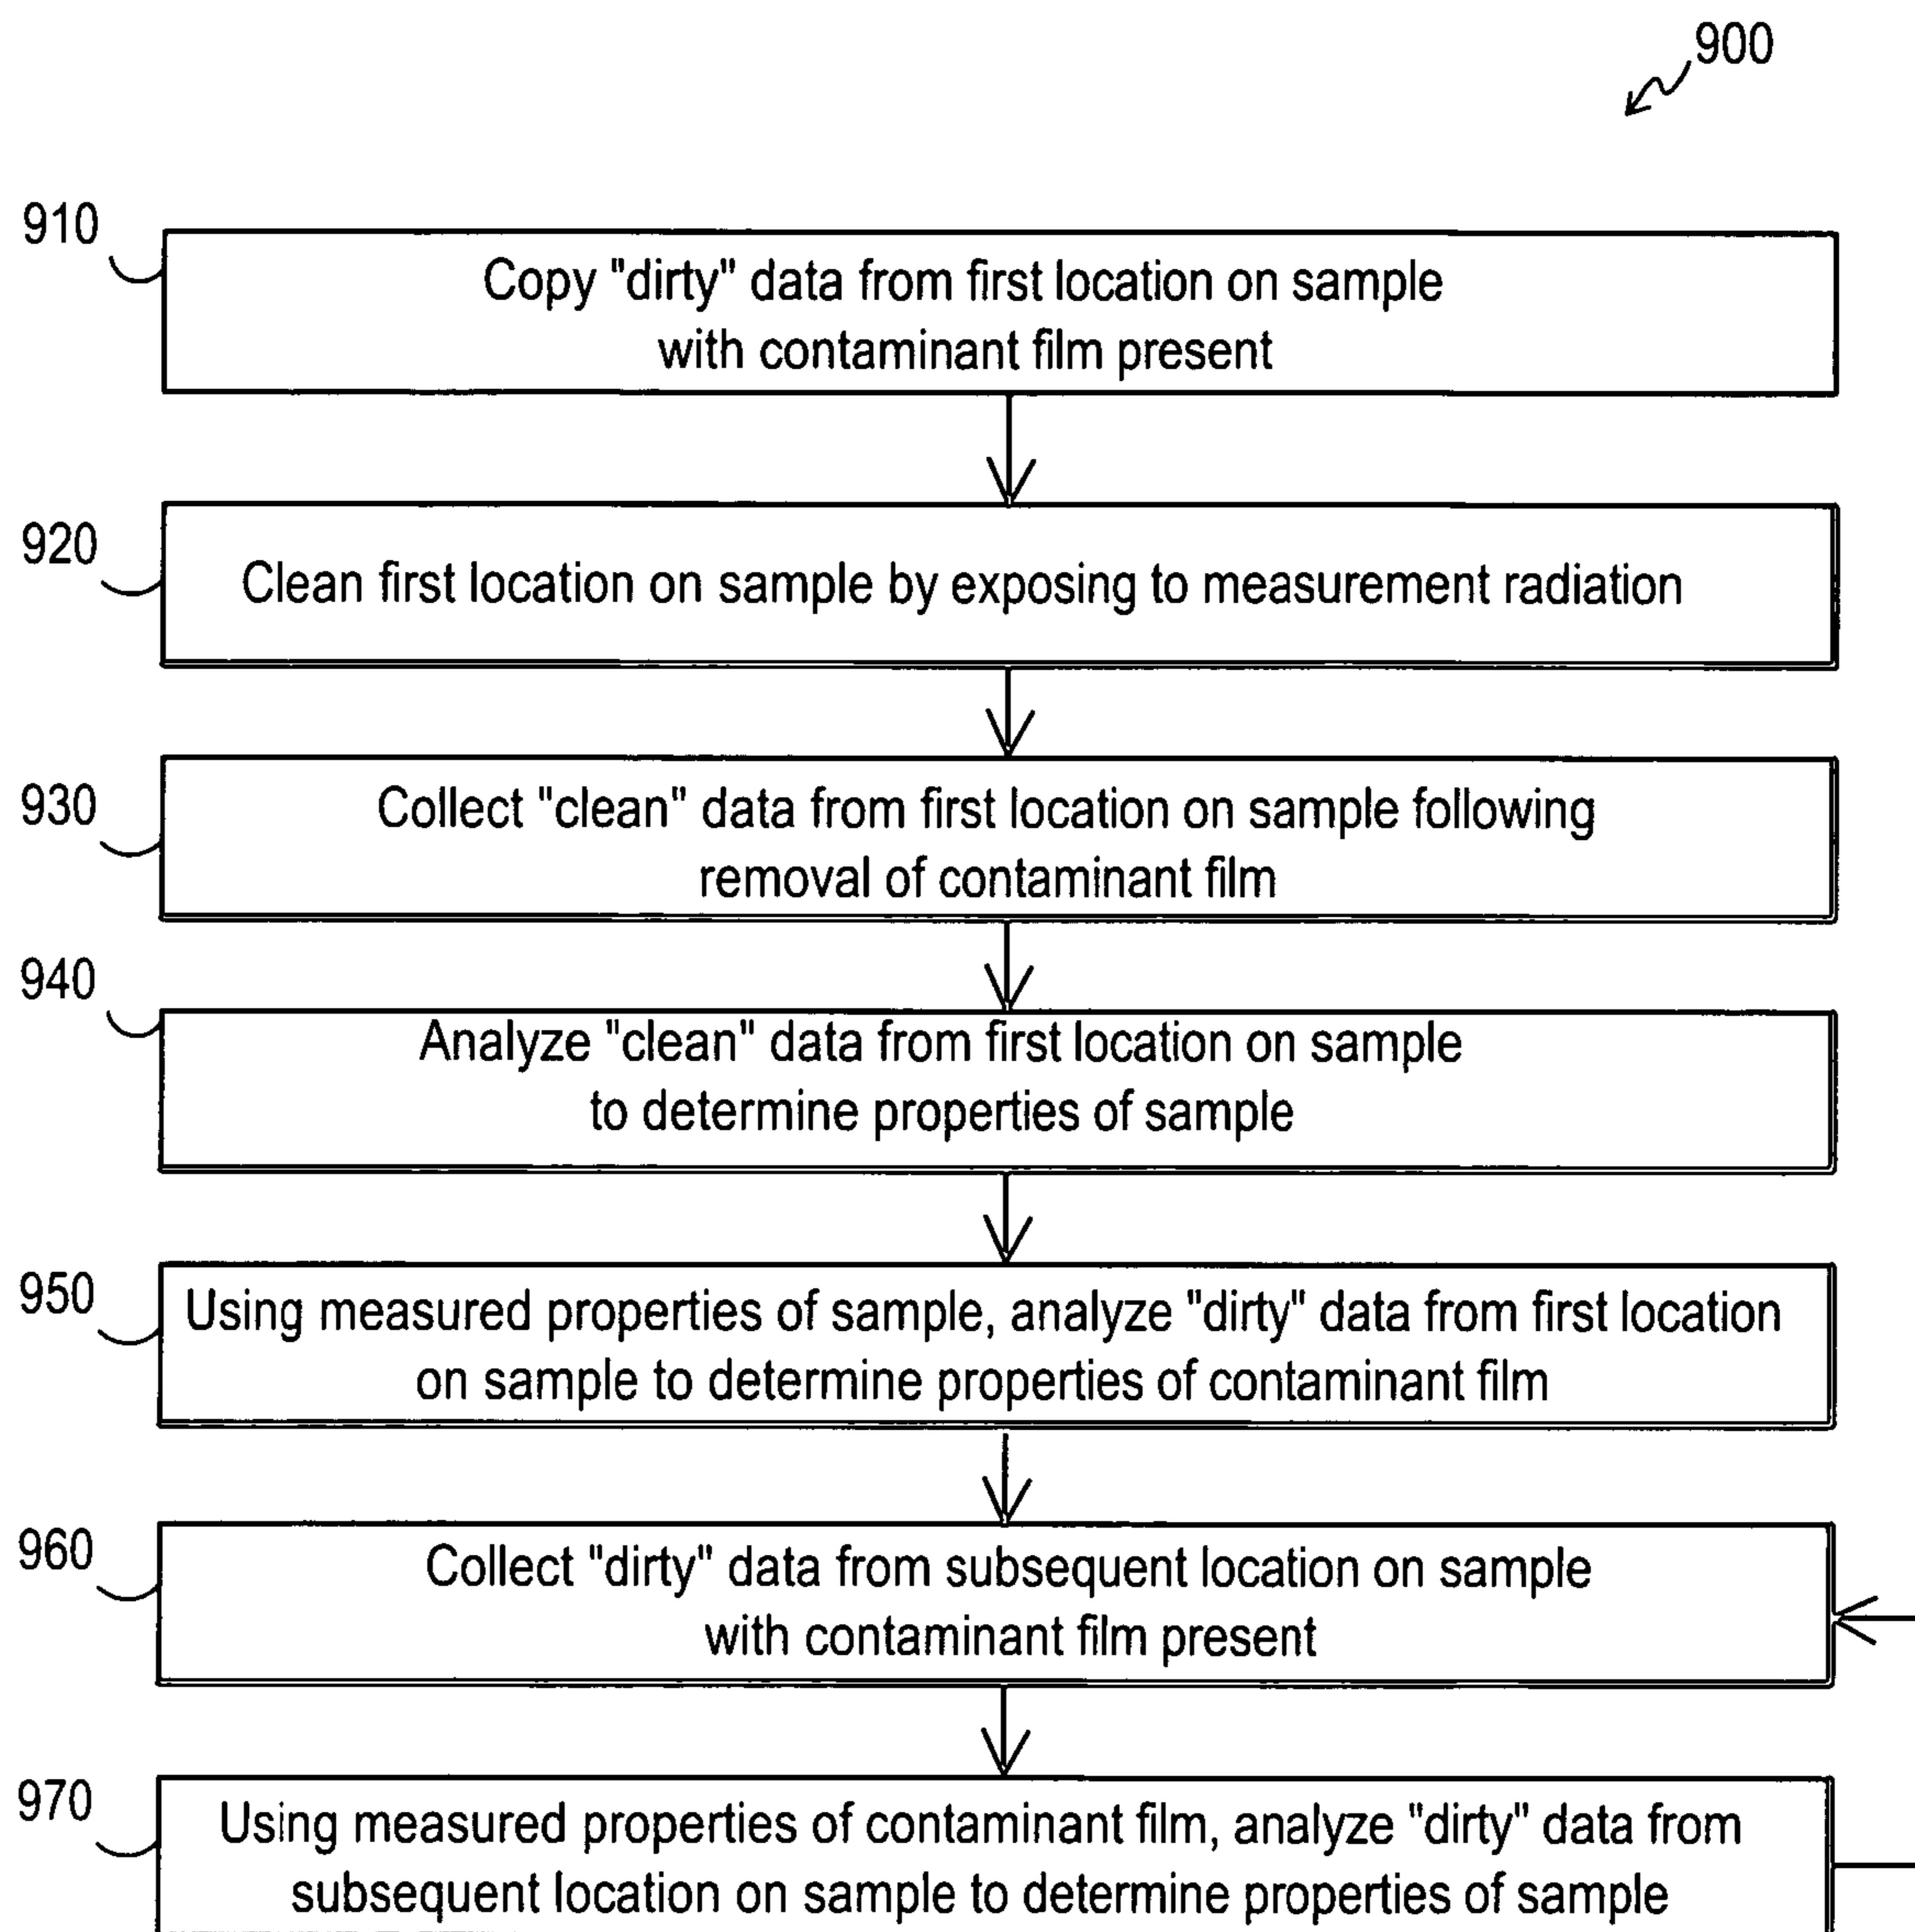 900
910
Copy "dirty" data from first location on sample
with contaminant film present
920
Clean first location on sample by exposing to measurement radiation
930
Collect "clean" data from first location on sample following
removal of contaminant film
940
Analyze "clean" data from first location on sample
to determine properties of sample
950
Using measured properties of sample, analyze "dirty" data from first location
on sample to determine properties of contaminant film
960
Collect "dirty" data from subsequent location on sample
with contaminant film present
970
Using measured properties of contaminant film, analyze "dirty" data from
subsequent location on sample to determine properties of sample